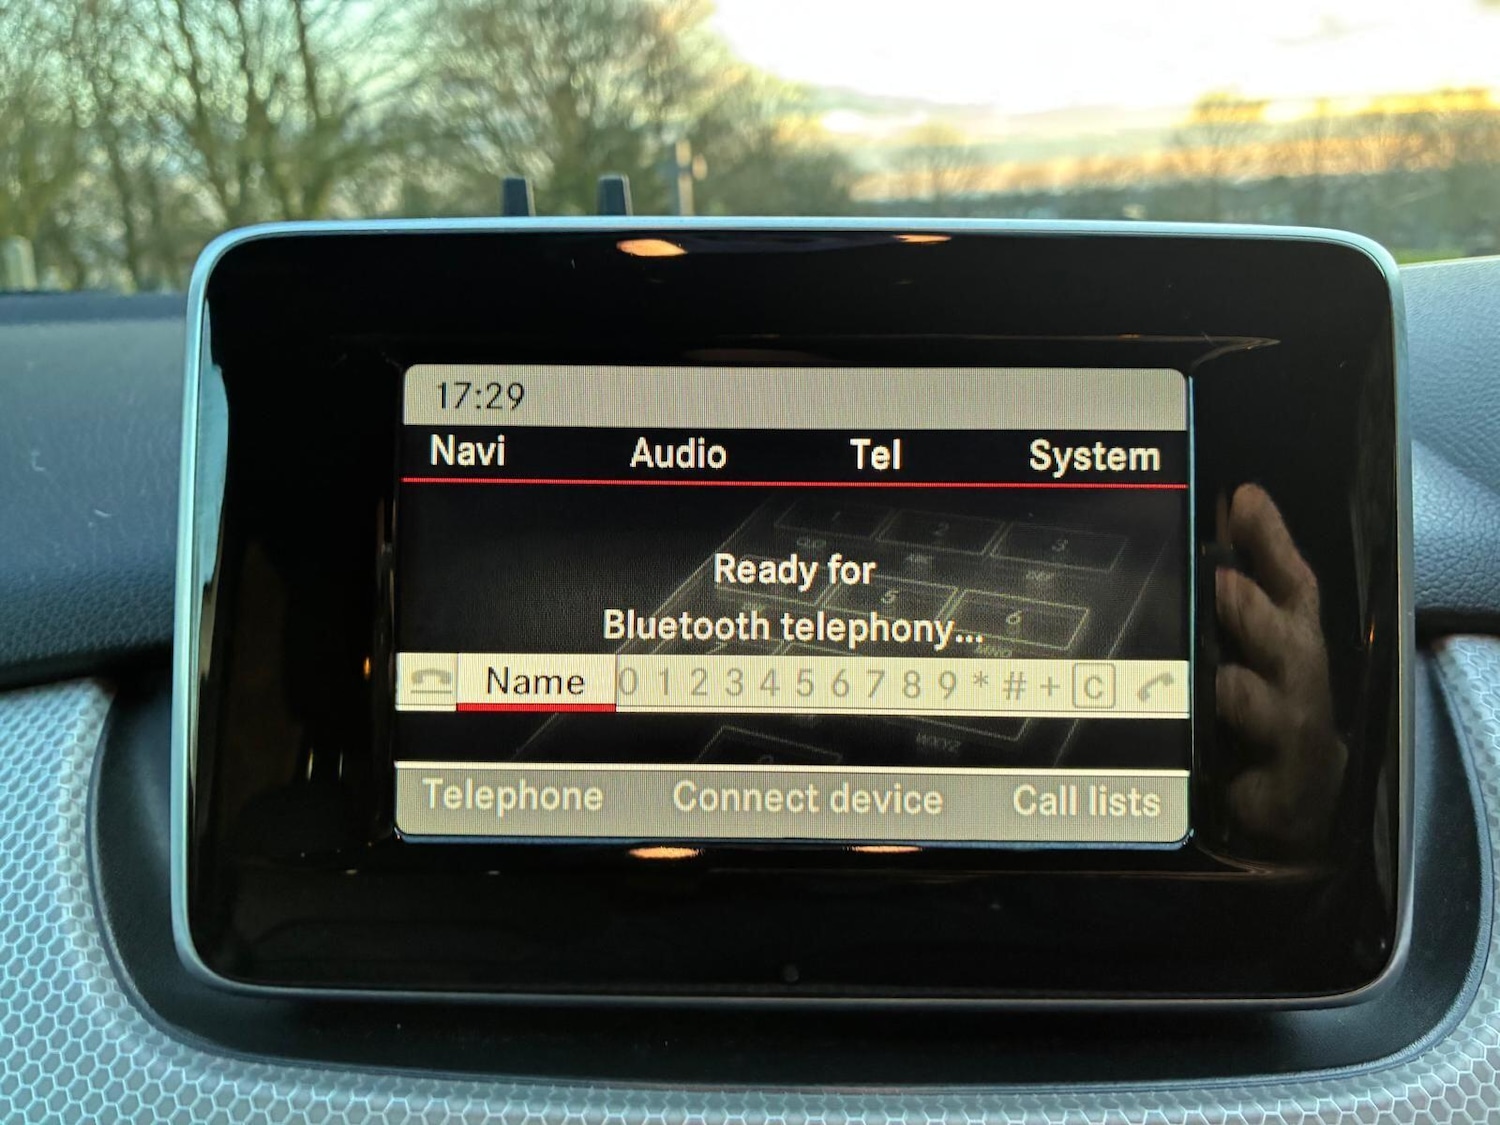 17:29
Navi Audio Tel System
Ready for
Bluetooth telephony...
Name 0 1 2 3 4 5 6 7 8 9 * # + C
Telephone Connect device Call lists